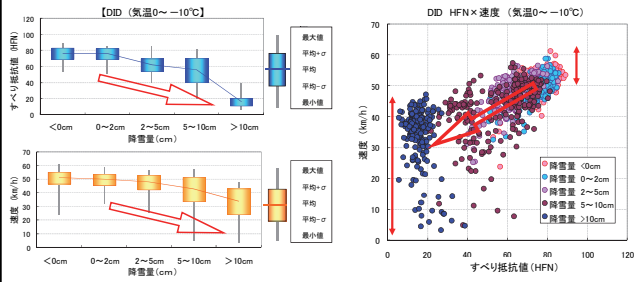 【DID（気温0～－10℃】
すべり抵抗値（HFN）
120
100
80
60
40
20
0
＜0cm
0～2cm
2～5cm
5～10cm
＞10cm
降雪量（cm）
最大値
平均+σ
平均
平均−σ
最小値
速度（km/h）
70
60
50
40
30
20
10
0
＜0cm
0～2cm
2～5cm
5～10cm
＞10cm
降雪量（cm）
最大値
平均+σ
平均
平均−σ
最小値
DID HFN×速度（気温0～－10℃）
速度（km/h）
70
60
50
40
30
20
10
0
0
20
40
60
80
100
120
すべり抵抗値（HFN）
降雪量 <0cm
降雪量 0～2cm
降雪量 2～5cm
降雪量 5～10cm
降雪量 >10cm